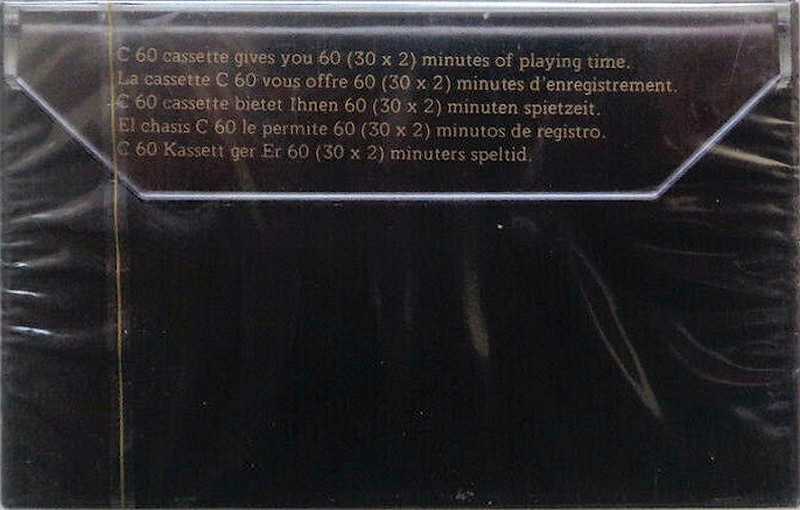 C 60 cassette gives you 60 (30 x 2) minutes of playing time.
La cassette C 60 vous offre 60 (30 x 2) minutes d'enregistrement.
C 60 cassette bietet Ihnen 60 (30 x 2) minuten spietzeit.
El chasis C 60 le permite 60 (30 x 2) minutos de registro.
C 60 Kassett ger Er 60 (30 x 2) minuters speltid.